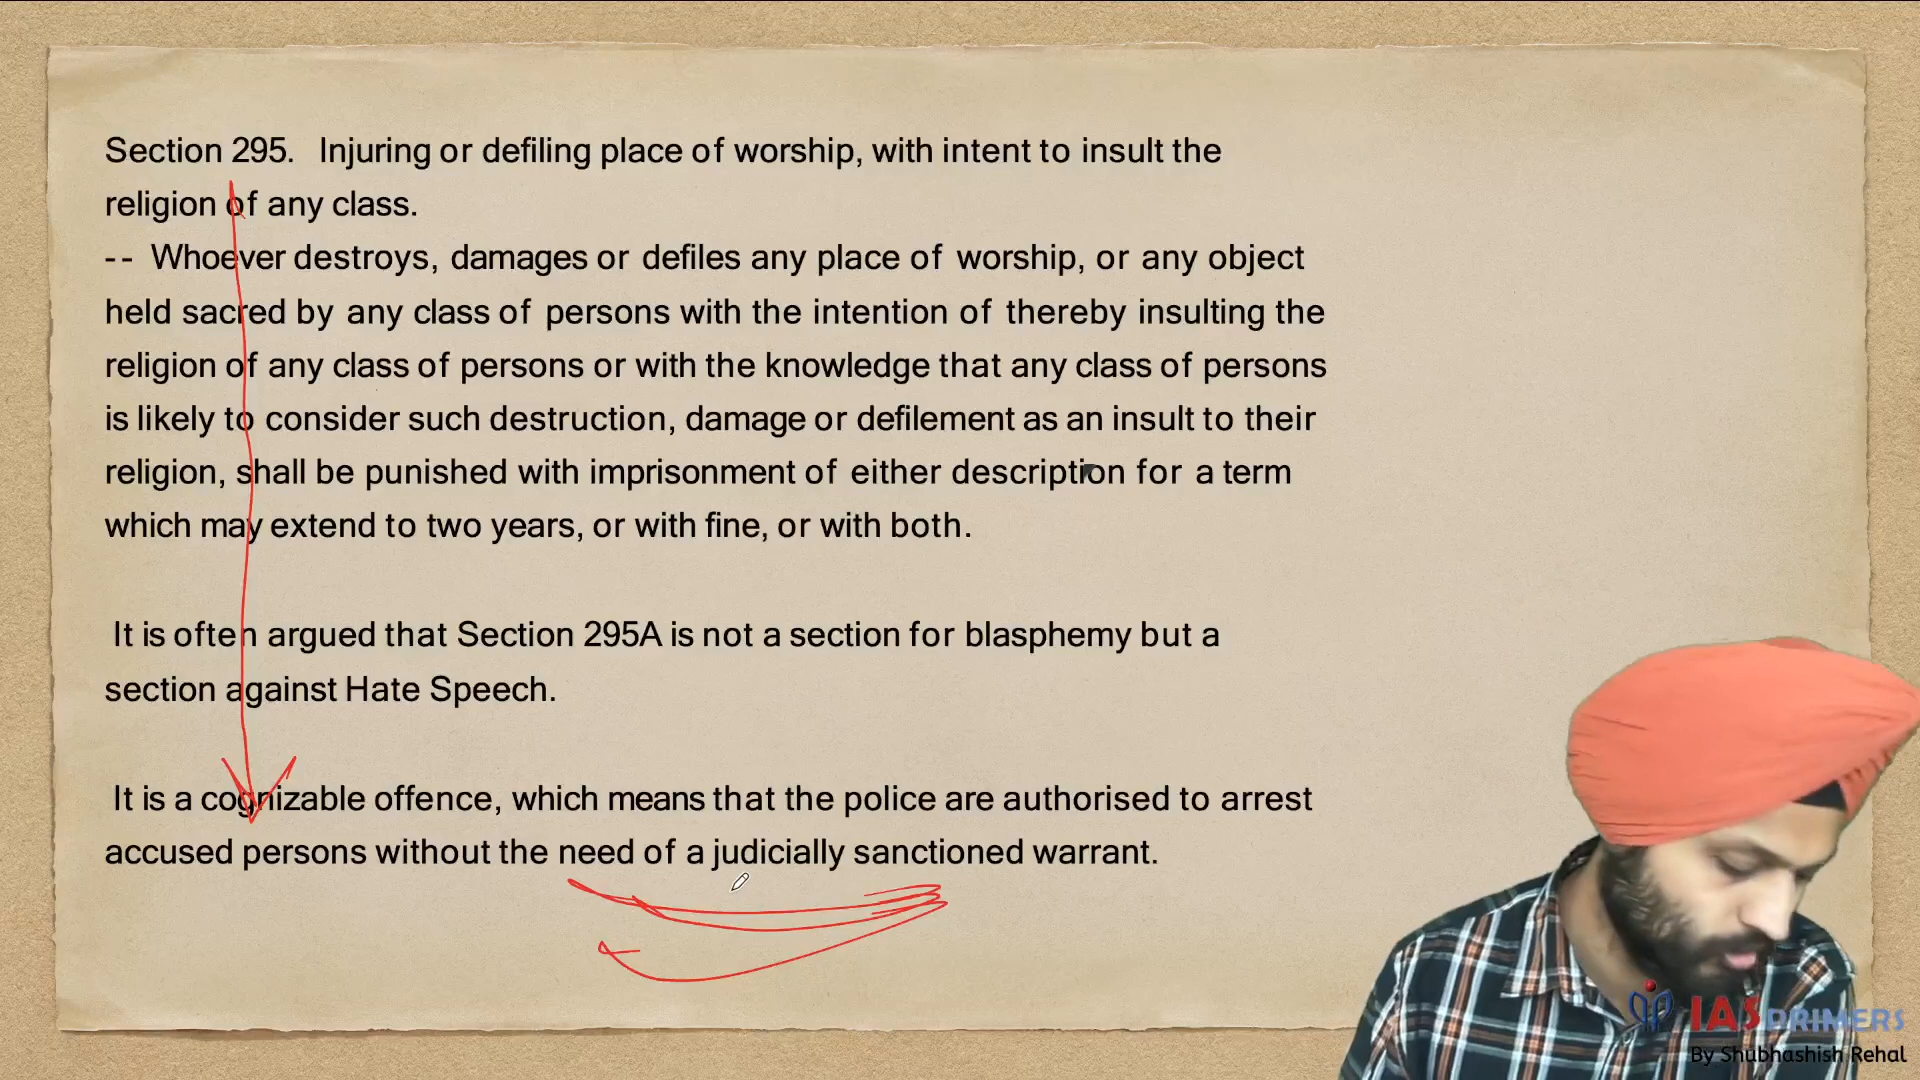 Section 295. Injuring or defiling place of worship, with intent to insult the
religion of any class.
-- Whoever destroys, damages or defiles any place of worship, or any object
held sacred by any class of persons with the intention of thereby insulting the
religion of any class of persons or with the knowledge that any class of persons
is likely to consider such destruction, damage or defilement as an insult to their
religion, shall be punished with imprisonment of either description for a term
which may extend to two years, or with fine, or with both.
It is often argued that Section 295A is not a section for blasphemy but a
section against Hate Speech.
It is a cognizable offence, which means that the police are authorised to arrest
accused persons without the need of a judicially sanctioned warrant.
IAS PRIMERS
By Shubhashish Rehal